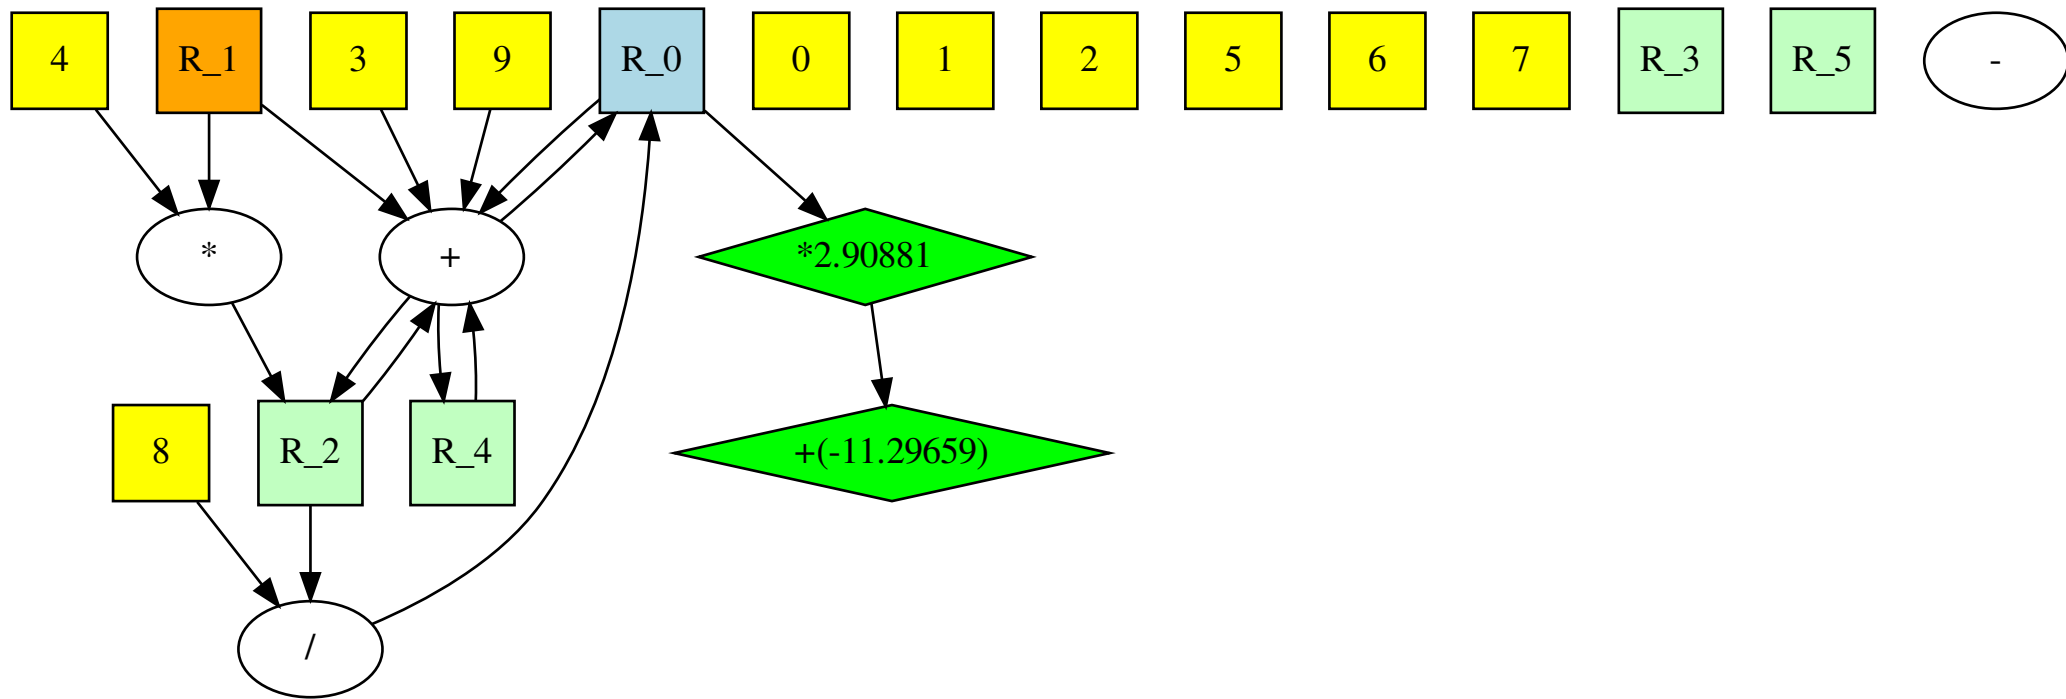 4 R_1 3 9 R_0 0 1 2 5 6 7 R_3 R_5 -
* + *2.90881
8 R_2 R_4 +(-11.29659)
/